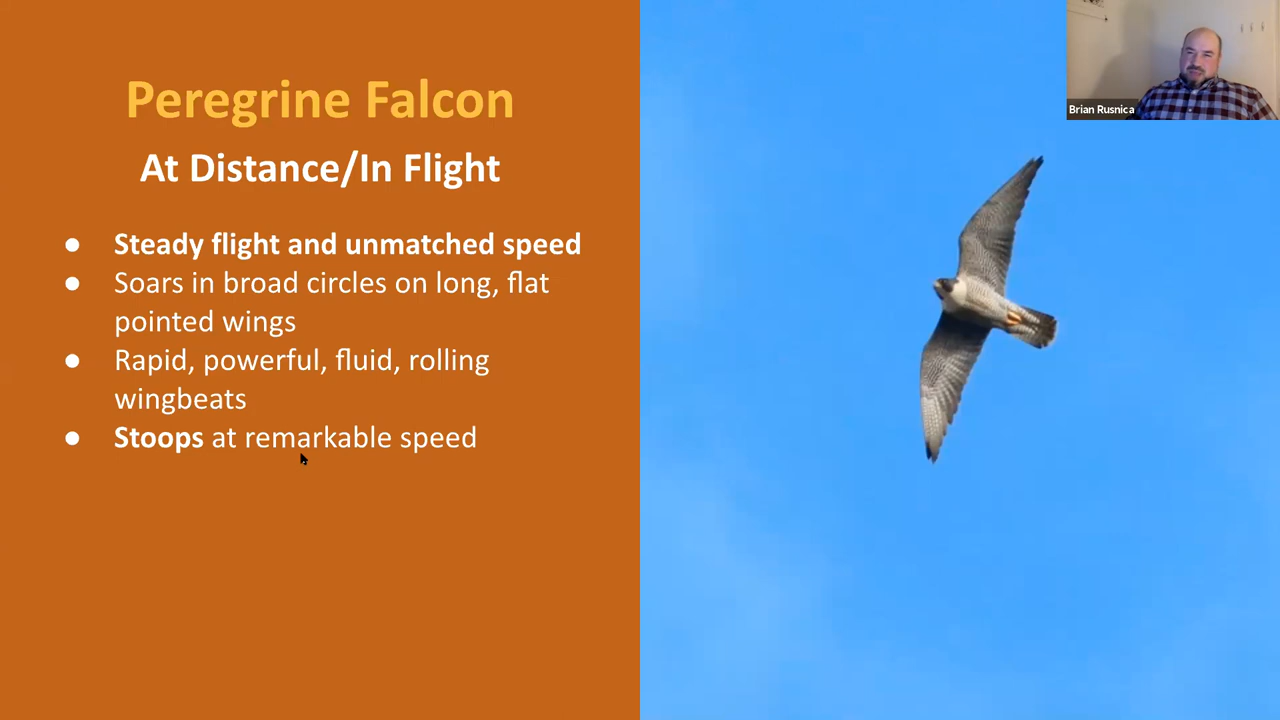 Peregrine Falcon
At Distance/In Flight
● Steady flight and unmatched speed
● Soars in broad circles on long, flat
pointed wings
● Rapid, powerful, fluid, rolling
wingbeats
● Stoops at remarkable speed
Brian Rusnica